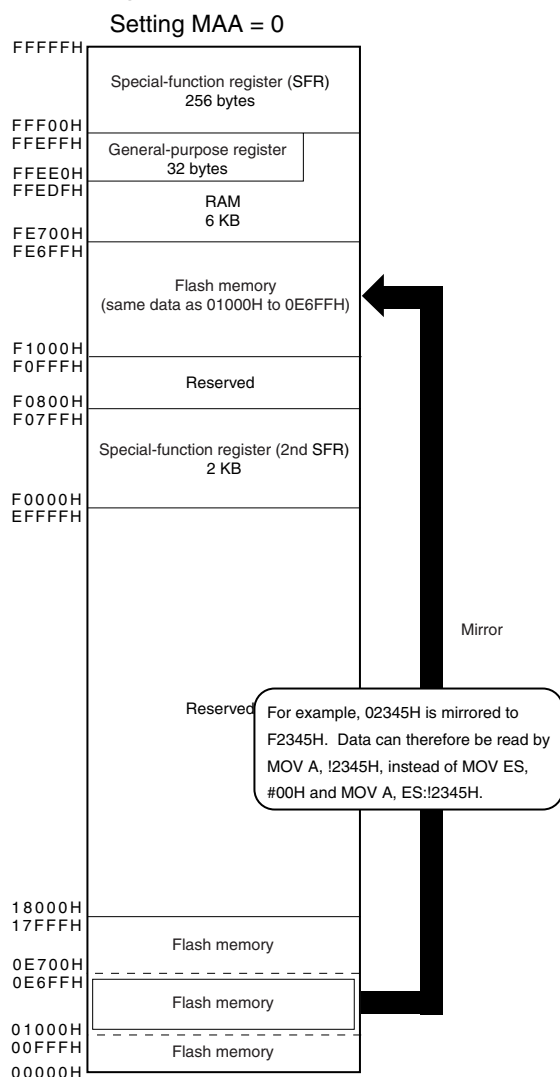 Setting MAA = 0
FFFFFH
Special-function register (SFR)
256 bytes
FFF00H
FFEFFH
General-purpose register
32 bytes
FFEE0H
FFEDFH
RAM
6 KB
FE700H
FE6FFH
Flash memory
(same data as 01000H to 0E6FFH)
F1000H
F0FFFH
Reserved
F0800H
F07FFH
Special-function register (2nd SFR)
2 KB
F0000H
EFFFFH
Mirror
Reserved
For example, 02345H is mirrored to
F2345H. Data can therefore be read by
MOV A, !2345H, instead of MOV ES,
#00H and MOV A, ES:!2345H.
18000H
17FFFH
Flash memory
0E700H
0E6FFH
Flash memory
01000H
00FFFH
Flash memory
00000H